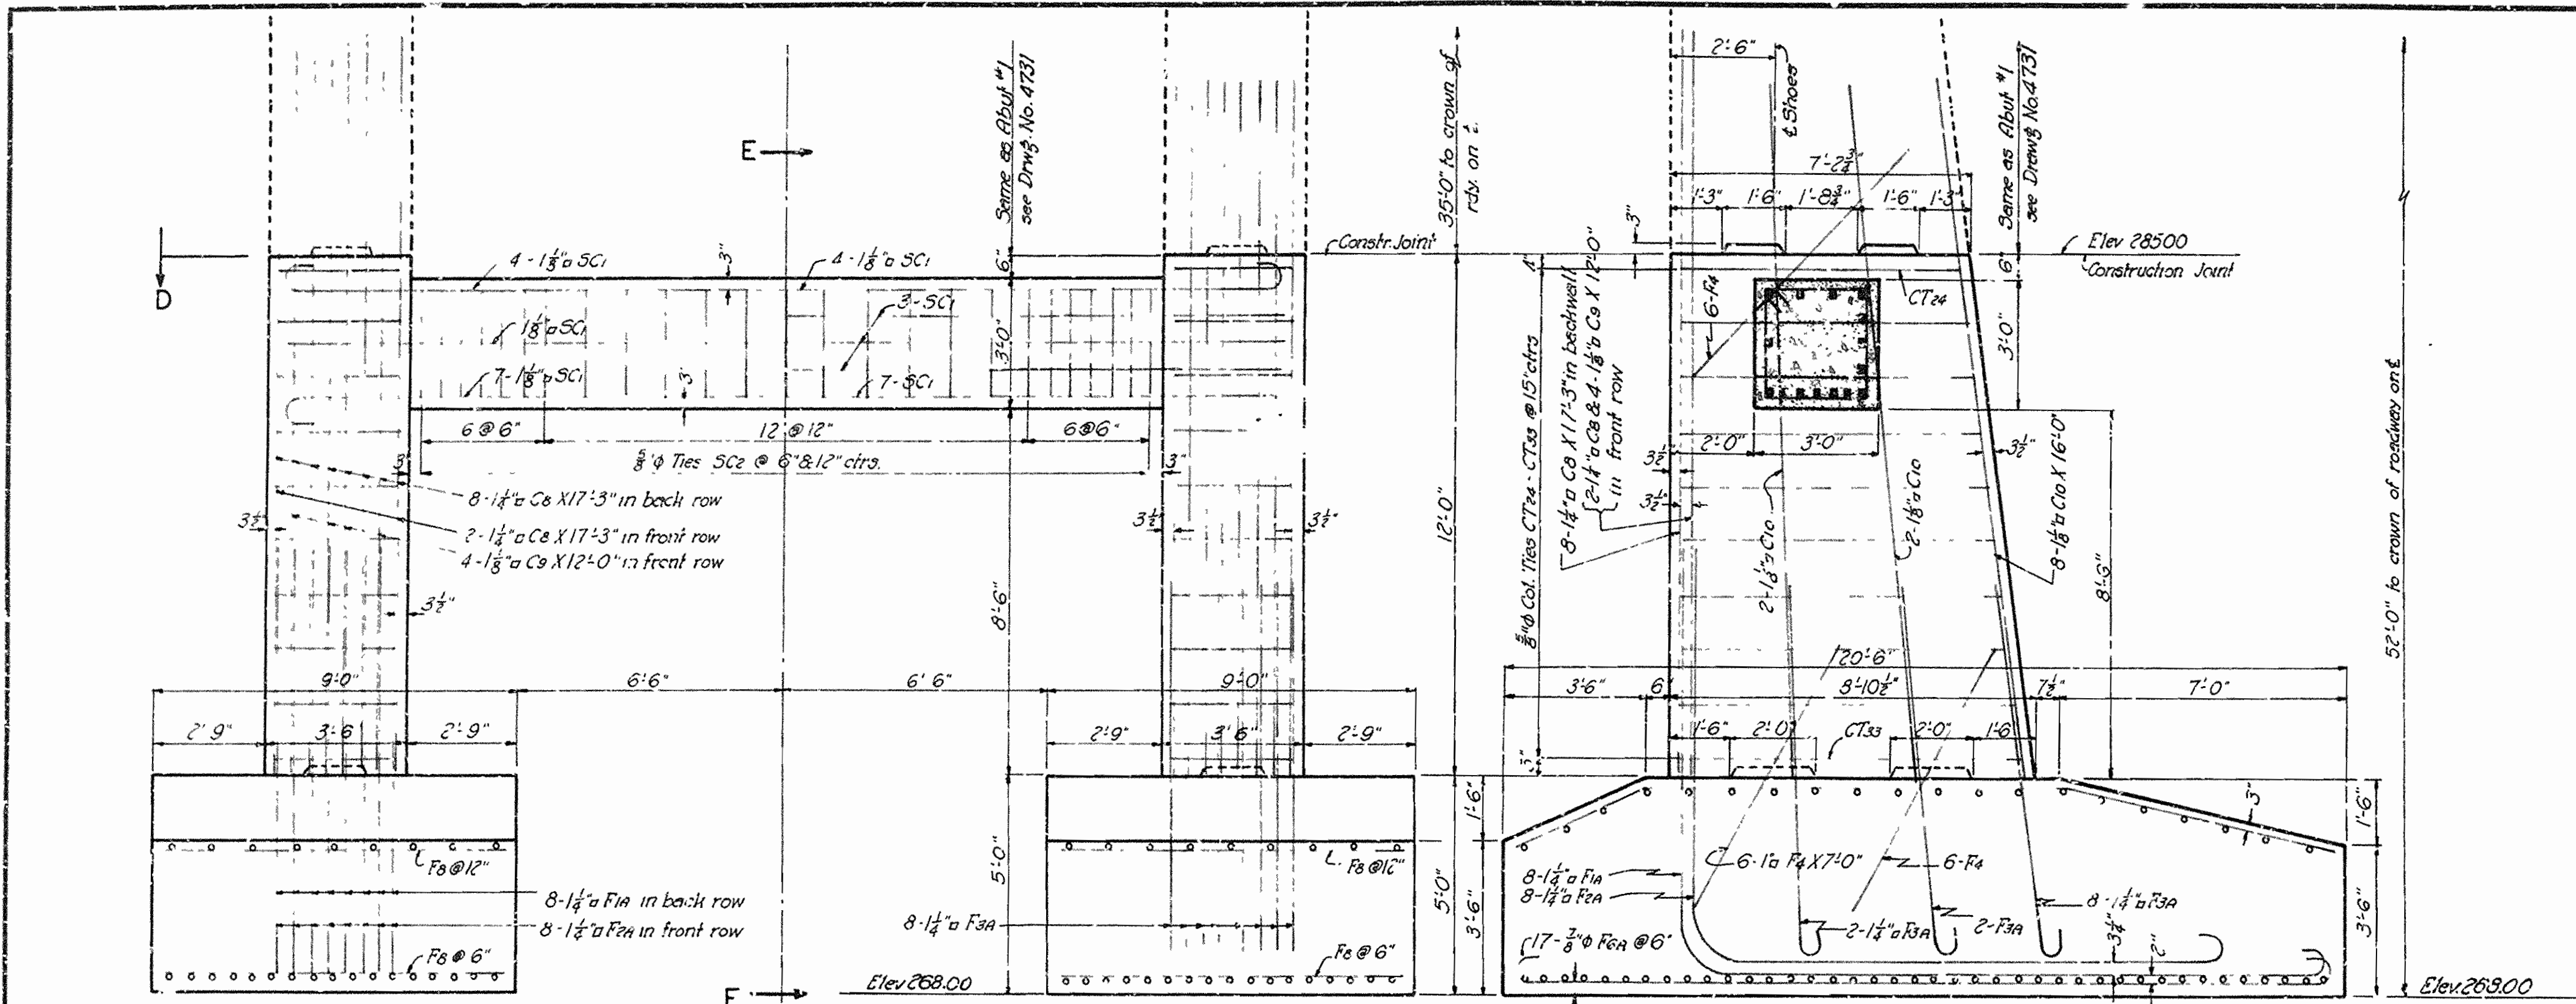 E
D
Same as Abut #1
see Drwg. No. 4731
35'-0" to crown of
rdy. on ℄.
Constr. Joint
4 - 1⅛"□ SC1
3"
4 - 1⅛"□ SC1
6"
1⅛"□ SC1
3 - SC1
3'-0"
7 - 1⅛"□ SC1
3"
7 - SC1
6 @ 6"
12 @ 12"
6 @ 6"
⅝"ϕ Ties SC2 @ 6" & 12" ctrs.
3"
3"
8 - 1¼"□ C8 X 17'-3" in back row
2 - 1¼"□ C8 X 17'-3" in front row
4 - 1⅛"□ C9 X 12'-0" in front row
3½"
3½"
3½"
3½"
8'-6"
12'-0"
9'-0"
6'-6"
6'-6"
9'-0"
2'-9"
3'-6
2'-9"
2'-9"
3'-6"
2'-9"
F8 @ 12"
8 - 1¼"□ F1A in back row
8 - 1¼"□ F2A in front row
F8 @ 6"
F8 @ 12"
8 - 1¼"□ F3A
F8 @ 6"
5'-0"
5'-0"
1'-6"
3'-6"
Elev 268.00
2'-6"
℄ Shoes
7'-2¾"
1'-3"
1'-6"
1'-8¾"
1'-6"
1'-3"
3"
Same as Abut #1
see Drawg No. 4731
Elev 285.00
Construction Joint
6"
CT24
6-F4
3'-0"
2'-0"
3'-0"
3½"
3½"
3½"
⅝"ϕ Col. Ties CT24 - CT33 @ 15" ctrs
8 - 1¼"□ C8 X 17'-3" in backwall
2 - 1¼"□ C8 & 4 - 1⅛"□ C9 X 12'-0"
in front row
2 - 1⅛"□ C10
2 - 1⅛"□ C10
8 - 1⅛"□ C10 X 16'-0"
8'-6"
52'-0" to crown of roadway on ℄
20'-6"
3'-6"
6"
8'-10½"
7½"
7'-0"
1'-6"
2'-0"
CT33
2'-0"
1'-6
3"
3"
1'-6"
3'-6"
6 - 1"□ F4 X 7'-0"
6 - F4
8 - 1¼"□ F1A
8 - 1¼"□ F2A
8 - 1¼"□ F3A
2 - 1¼"□ F3A
2 - F3A
17 - ⅞"ϕ F6A @ 6"
2"
Elev. 268.00